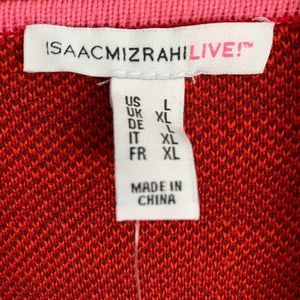 ISAACMIZRAHILIVE!™
US L
UK XL
DE L
IT XL
FR XL
MADE IN
CHINA